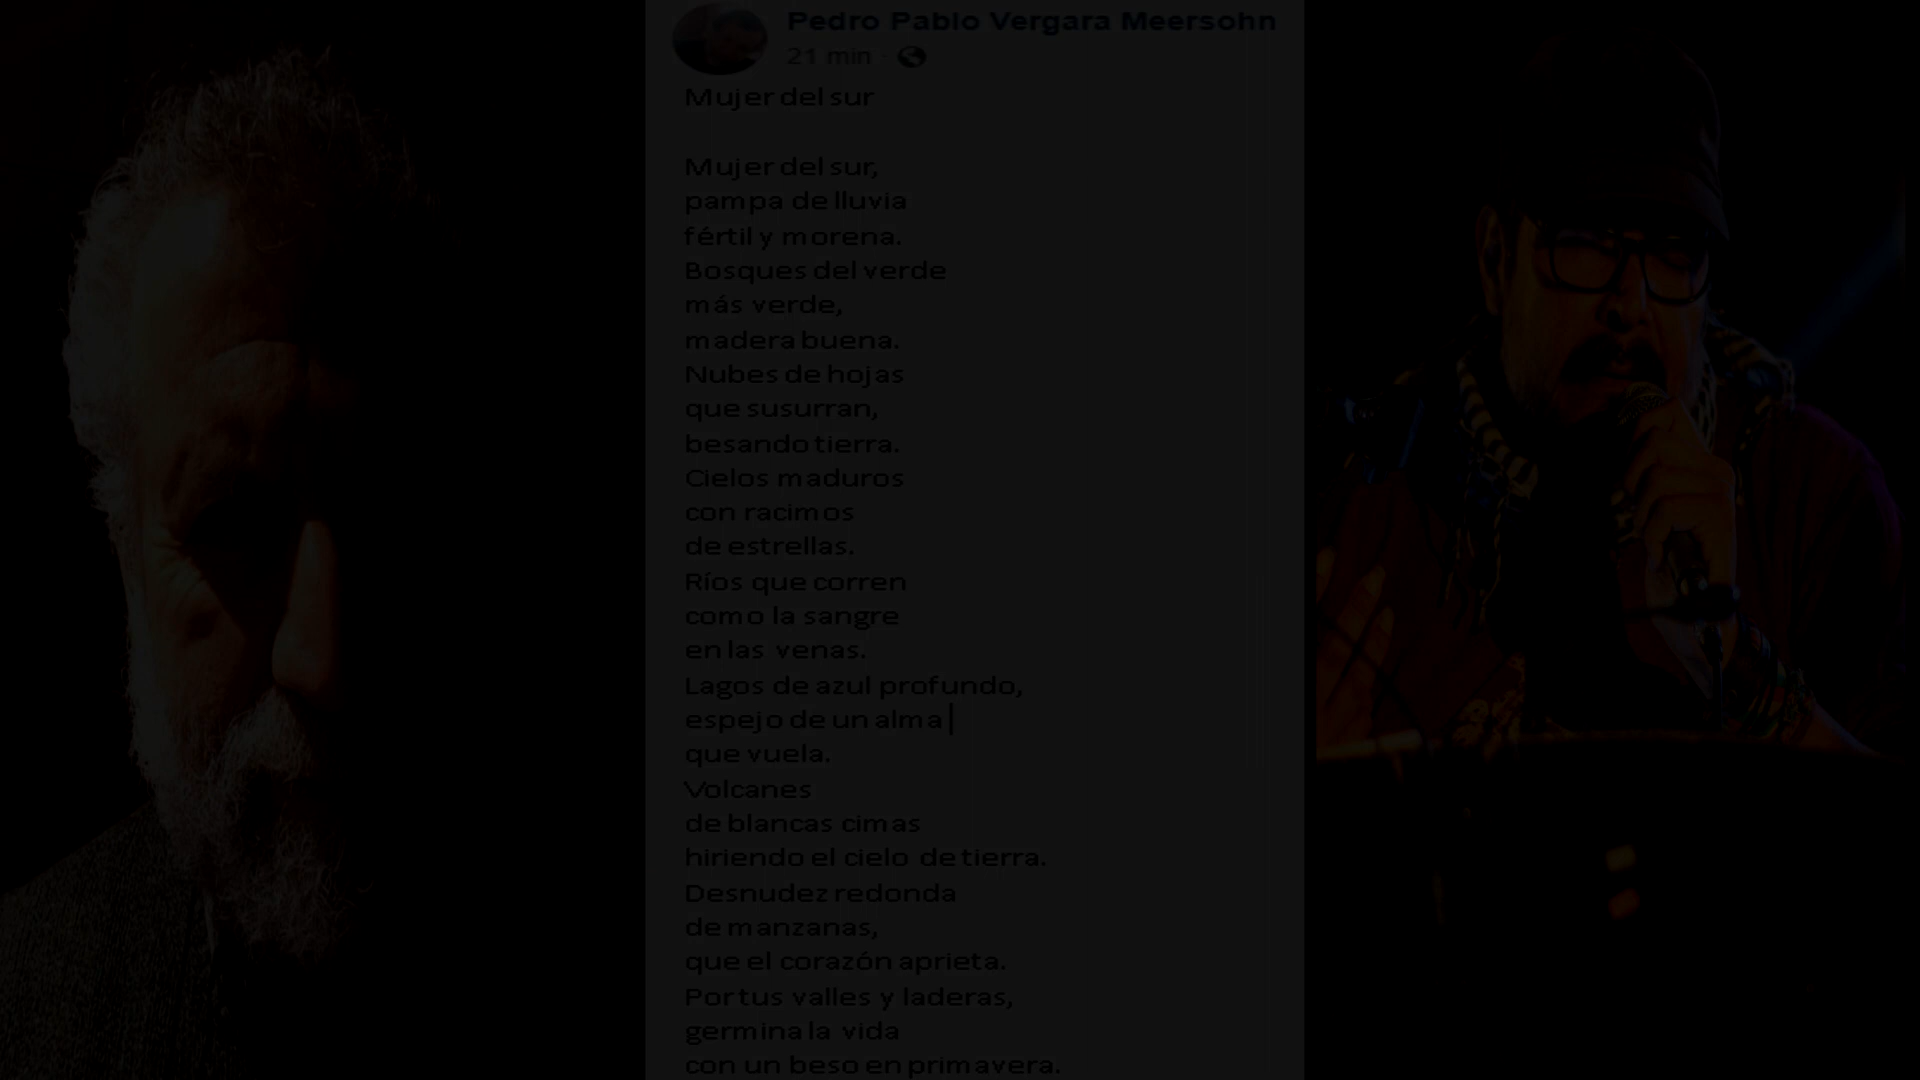 Pedro Pablo Vergara Meersohn
21 min ·
Mujer del sur
Mujer del sur,
pampa de lluvia
fértil y morena.
Bosques del verde
más verde,
madera buena.
Nubes de hojas
que susurran,
besando tierra.
Cielos maduros
con racimos
de estrellas.
Ríos que corren
como la sangre
en las venas.
Lagos de azul profundo,
espejo de un alma
que vuela.
Volcanes
de blancas cimas
hiriendo el cielo de tierra.
Desnudez redonda
de manzanas,
que el corazón aprieta.
Por tus valles y laderas,
germina la vida
con un beso en primavera.